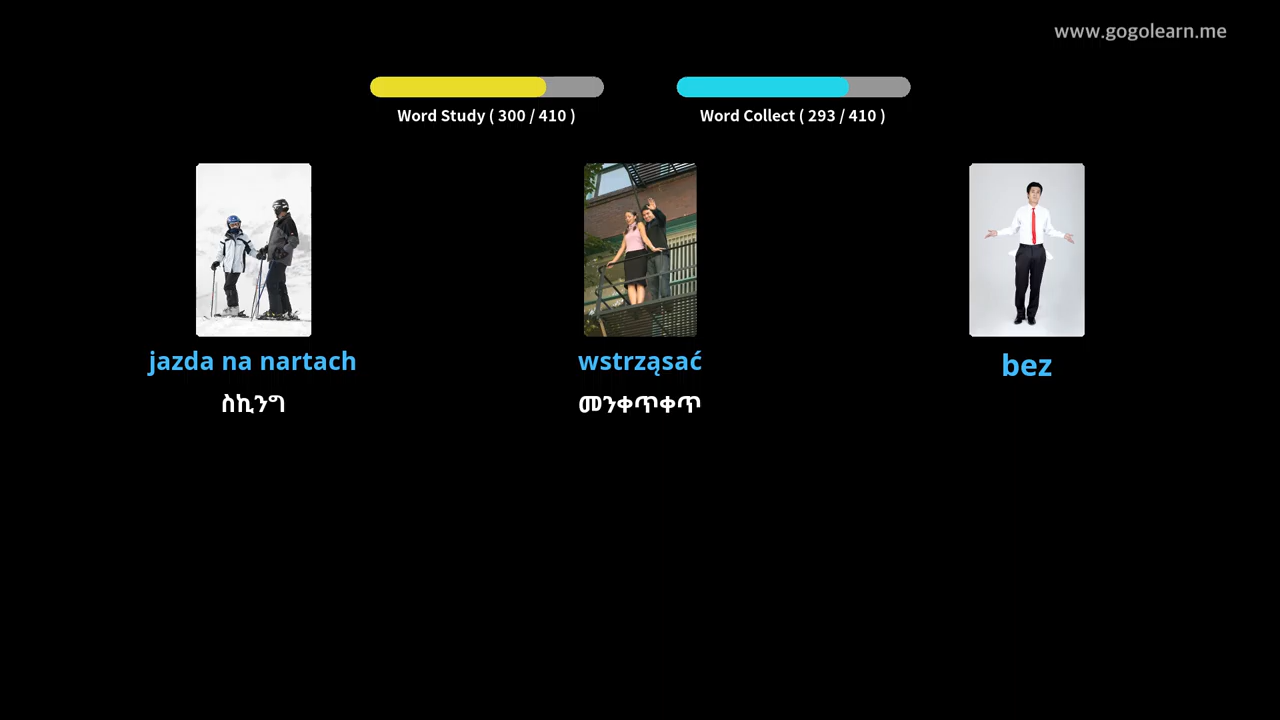 www.gogolearn.me
Word Study ( 300 / 410 )
Word Collect ( 293 / 410 )
jazda na nartach
wstrząsać
bez
ስኪንግ
መንቀጥቀጥ